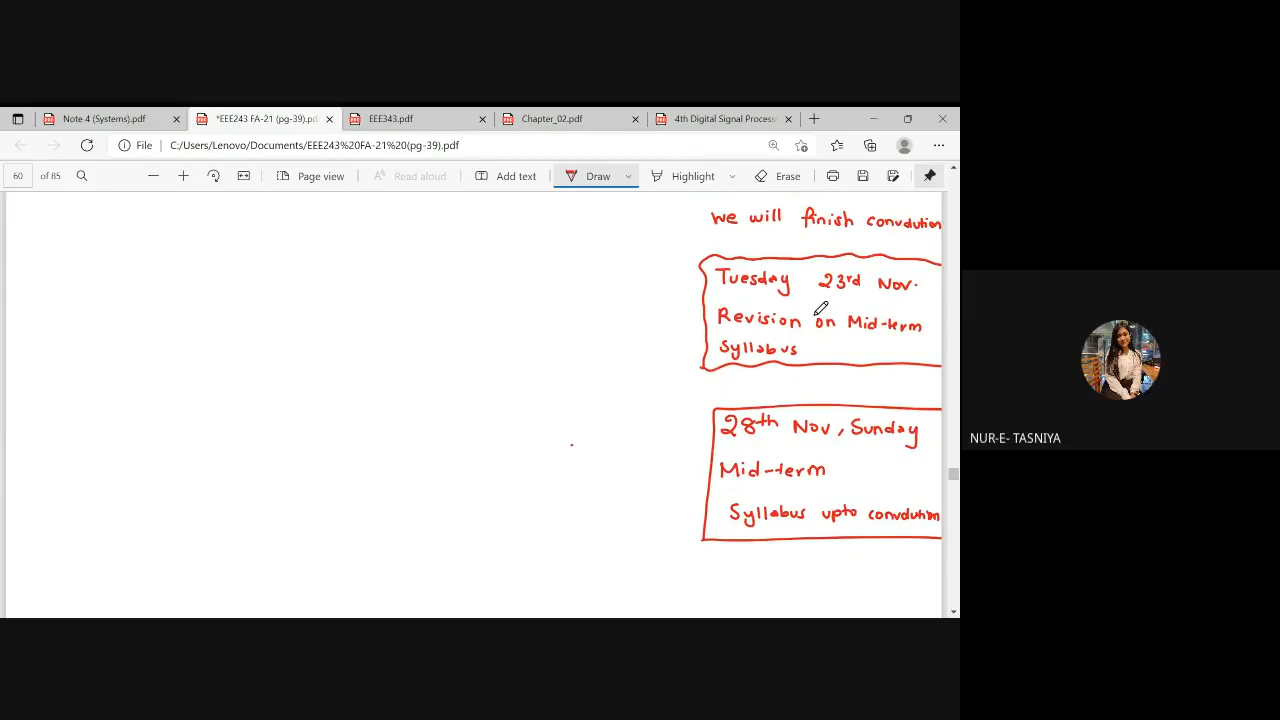 Note 4 (Systems).pdf
*EEE243 FA-21 (pg-39).pd
EEE343.pdf
Chapter_02.pdf
4th Digital Signal Process
File C:/Users/Lenovo/Documents/EEE243%20FA-21%20(pg-39).pdf
60 of 85 Page view Read aloud Add text Draw Highlight Erase
we will finish convolution
Tuesday 23rd Nov.
Revision on Mid-term
Syllabus
28th Nov, Sunday
Mid-term
Syllabus upto convolution
NUR-E- TASNIYA